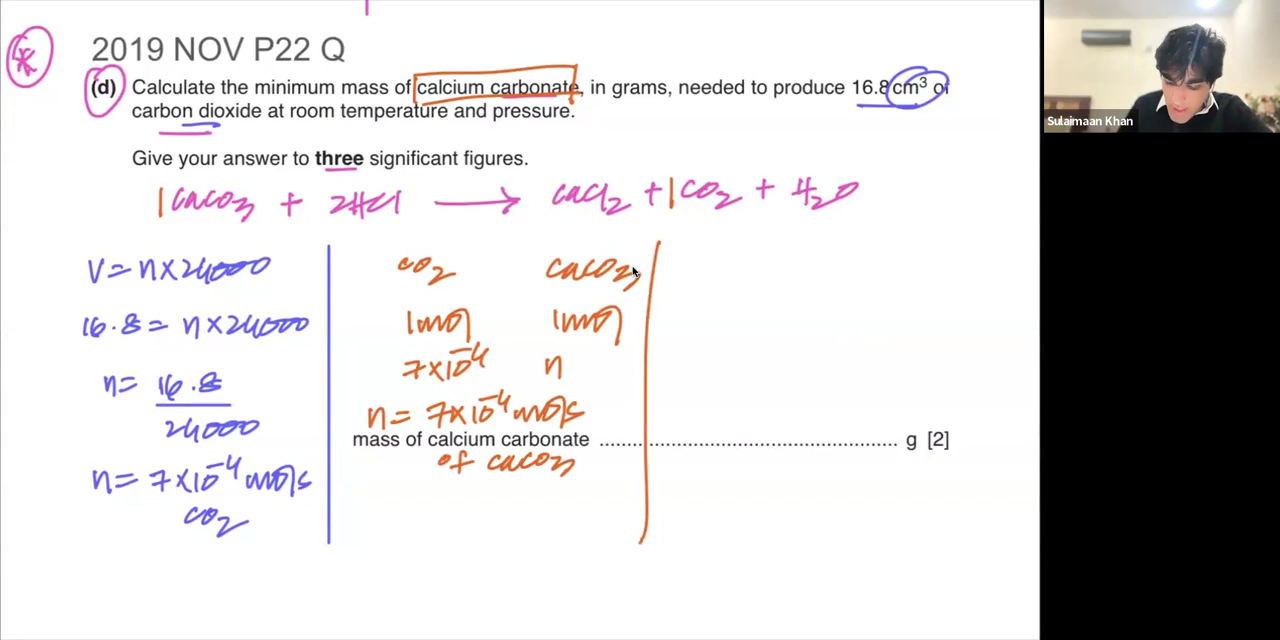 2019 NOV P22 Q
(d) Calculate the minimum mass of calcium carbonate, in grams, needed to produce 16.8 cm³ of
carbon dioxide at room temperature and pressure.
Give your answer to three significant figures.
1CaCO3 + 2HCl → CaCl2 + 1CO2 + H2O
V = n×24000
16.8 = n×24000
n = 16.8
24000
n = 7×10⁻⁴ mols
CO2
CO2 CaCO3
1mol 1mol
7×10⁻⁴ n
n = 7×10⁻⁴ mols
mass of calcium carbonate ........................................................ g [2]
of CaCO3
Sulaimaan Khan